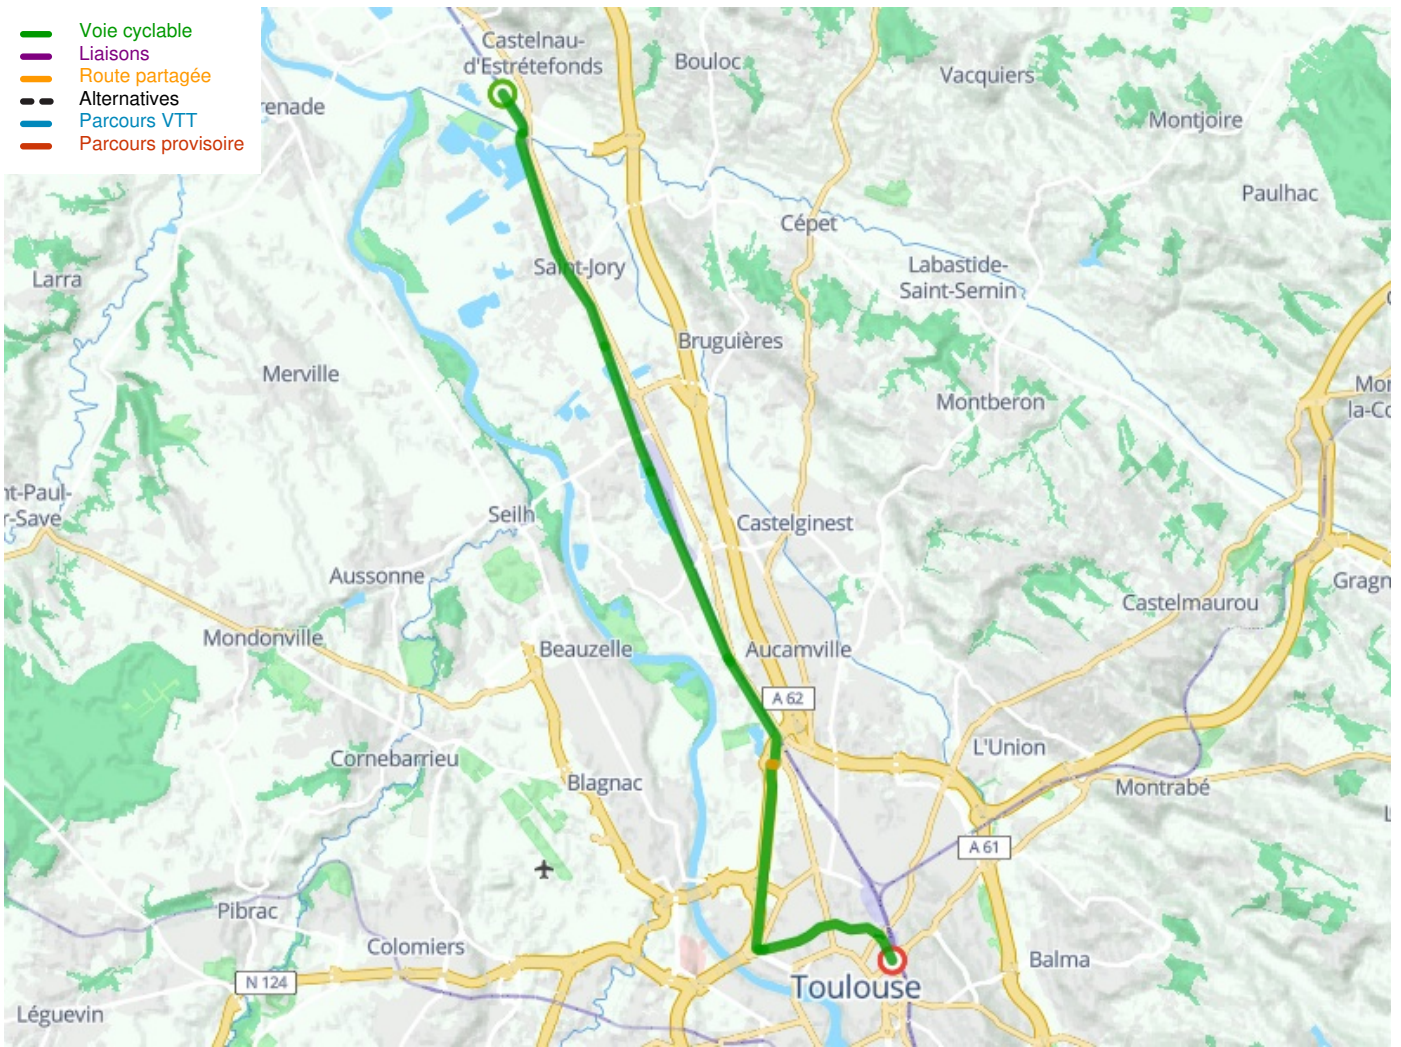 Voie cyclable
Liaisons
Route partagée
Alternatives
Parcours VTT
Parcours provisoire
Castelnau-
d'Estrétefonds
Bouloc
Vacquiers
renade
Montjoire
Paulhac
Cépet
Larra
Saint-Jory
Labastide-
Saint-Sernin
Bruguières
Merville
Montberon
Mor
la-Co
nt-Paul-
r-Save
Seilh
Castelginest
Aussonne
Gragn
Castelmaurou
Mondonville
Beauzelle
Aucamville
A 62
L'Union
Cornebarrieu
Blagnac
Montrabé
A 61
Pibrac
Colomiers
Balma
N 124
Toulouse
Léguevin